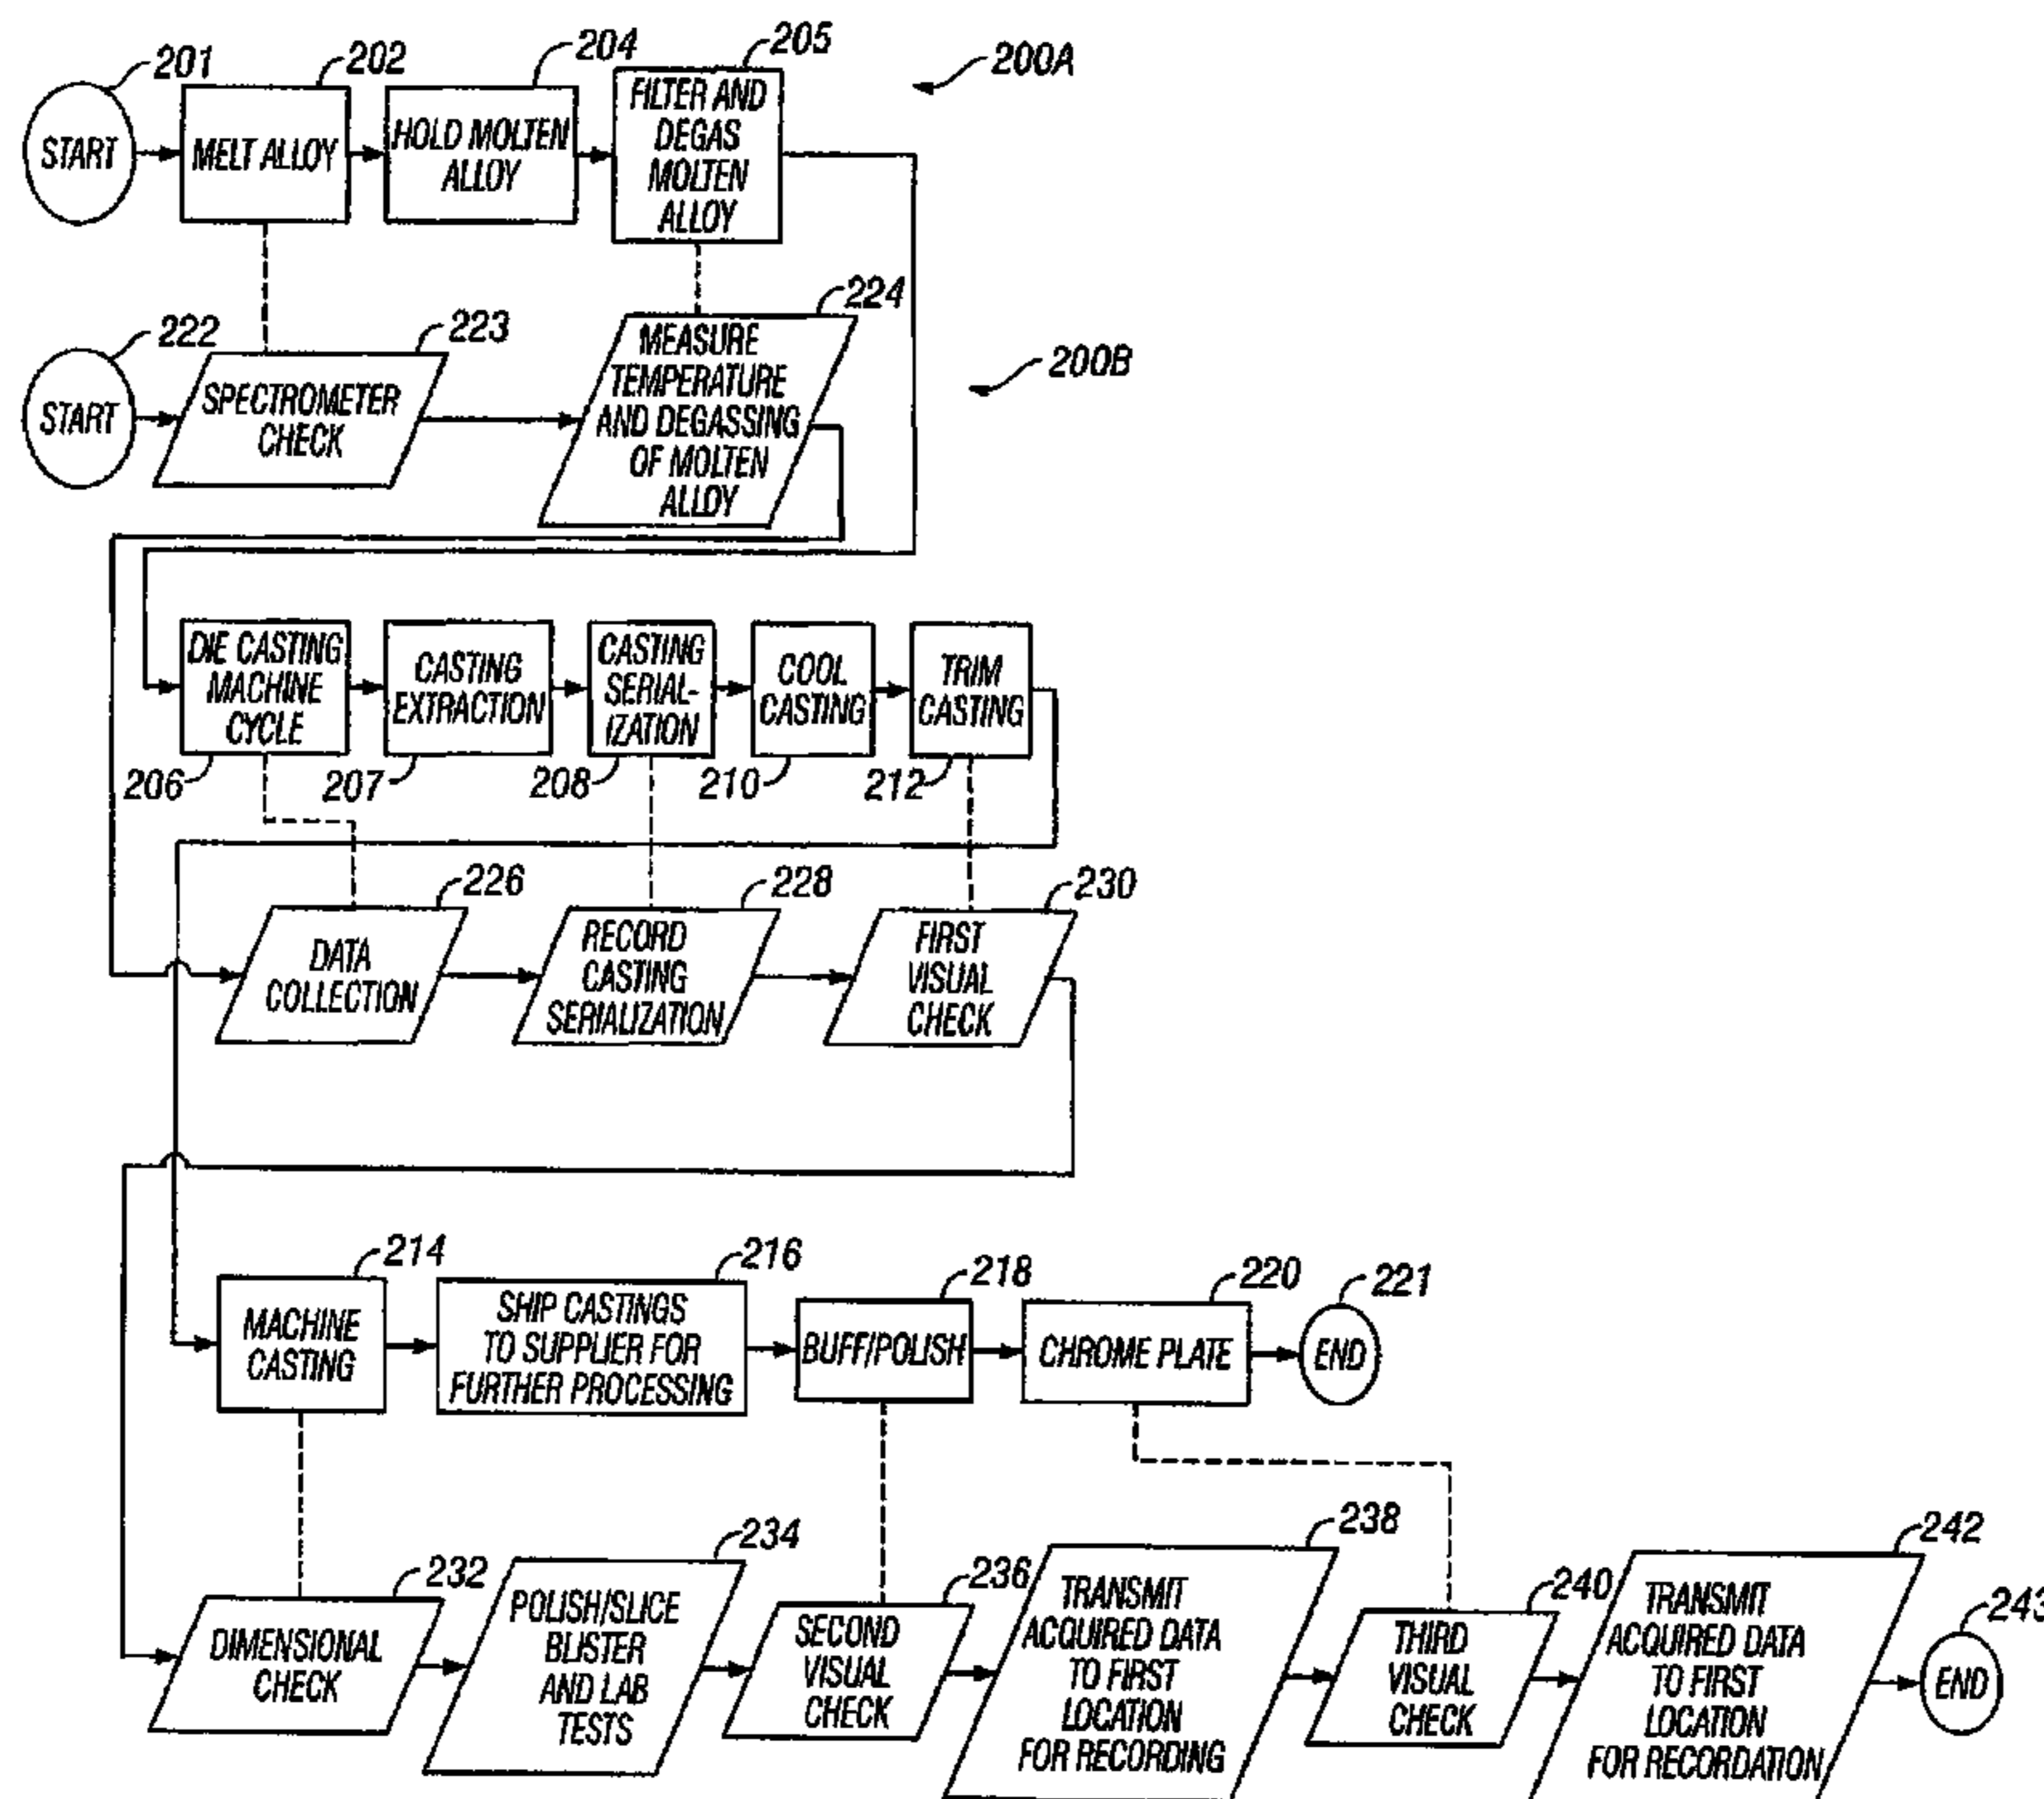 201
202
204
205
200A
START
MELT ALLOY
HOLD MOLTEN
ALLOY
FILTER AND
DEGAS
MOLTEN
ALLOY
222
223
224
200B
START
SPECTROMETER
CHECK
MEASURE
TEMPERATURE
AND DEGASSING
OF MOLTEN
ALLOY
DIE CASTING
MACHINE
CYCLE
CASTING
EXTRACTION
CASTING
SERIAL-
IZATION
COOL
CASTING
TRIM
CASTING
206
207
208
210
212
226
228
230
DATA
COLLECTION
RECORD
CASTING
SERIALIZATION
FIRST
VISUAL
CHECK
214
216
218
220
221
MACHINE
CASTING
SHIP CASTINGS
TO SUPPLIER FOR
FURTHER PROCESSING
BUFF/POLISH
CHROME PLATE
END
232
234
236
238
240
242
243
DIMENSIONAL
CHECK
POLISH/SLICE
BLISTER
AND LAB
TESTS
SECOND
VISUAL
CHECK
TRANSMIT
ACQUIRED DATA
TO FIRST
LOCATION
FOR RECORDING
THIRD
VISUAL
CHECK
TRANSMIT
ACQUIRED DATA
TO FIRST
LOCATION
FOR RECORDATION
END